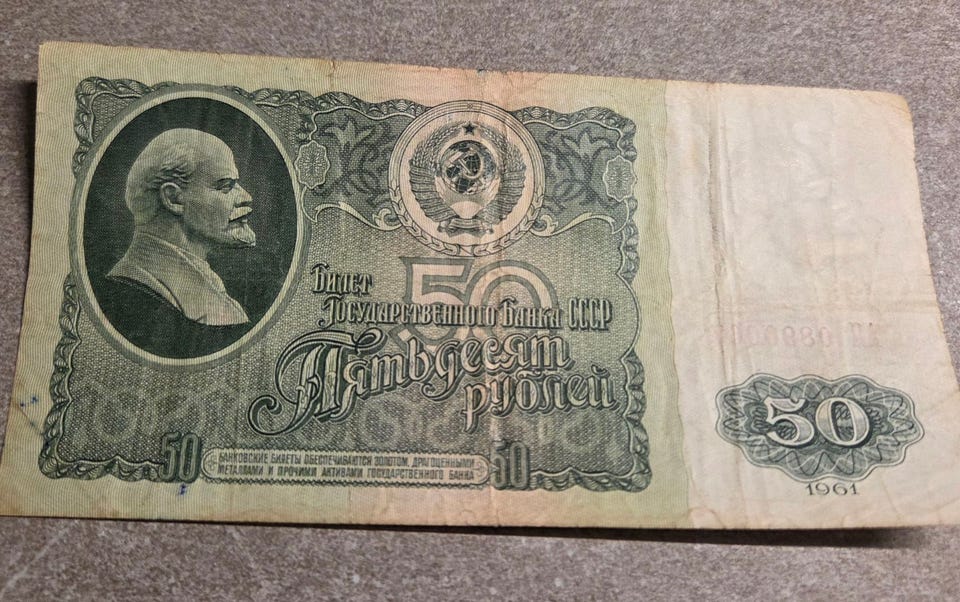 Билет
Государственного Банка СССР
50
Пятьдесят
рублей
50
БАНКОВСКИЕ БИЛЕТЫ ОБЕСПЕЧИВАЮТСЯ ЗОЛОТОМ, ДРАГОЦЕННЫМИ
МЕТАЛЛАМИ И ПРОЧИМИ АКТИВАМИ ГОСУДАРСТВЕННОГО БАНКА
50
50
1961